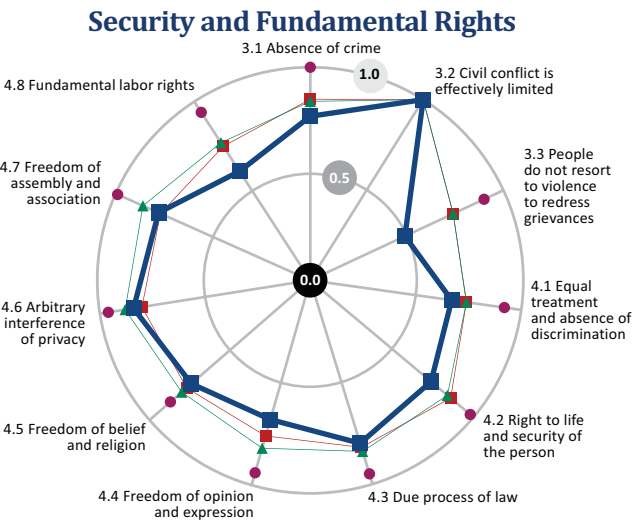 Security and Fundamental Rights
3.1 Absence of crime
1.0
3.2 Civil conflict is
effectively limited
4.8 Fundamental labor rights
0.5
3.3 People
do not resort
to violence
to redress
grievances
4.7 Freedom of
assembly and
association
0.0
4.1 Equal
treatment
and absence of
discrimination
4.6 Arbitrary
interference
of privacy
4.2 Right to life
and security of
the person
4.5 Freedom of belief
and religion
4.4 Freedom of opinion
and expression
4.3 Due process of law